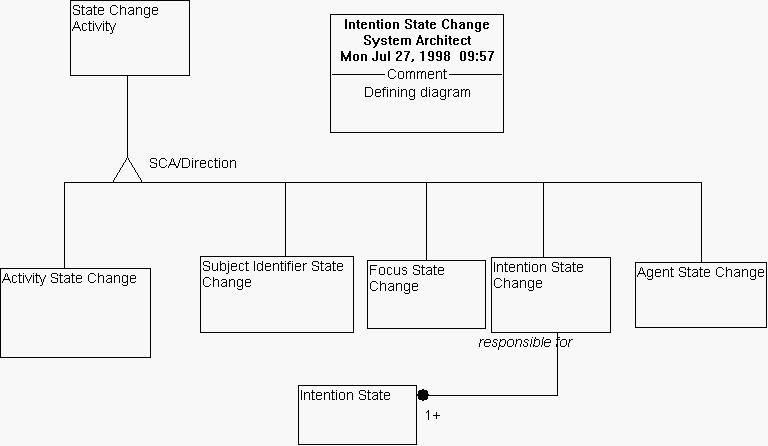 State Change
Activity
Intention State Change
System Architect
Mon Jul 27, 1998  09:57
Comment
Defining diagram
SCA/Direction
Activity State Change
Subject Identifier State
Change
Focus State
Change
Intention State
Change
Agent State Change
responsible for
Intention State
1+